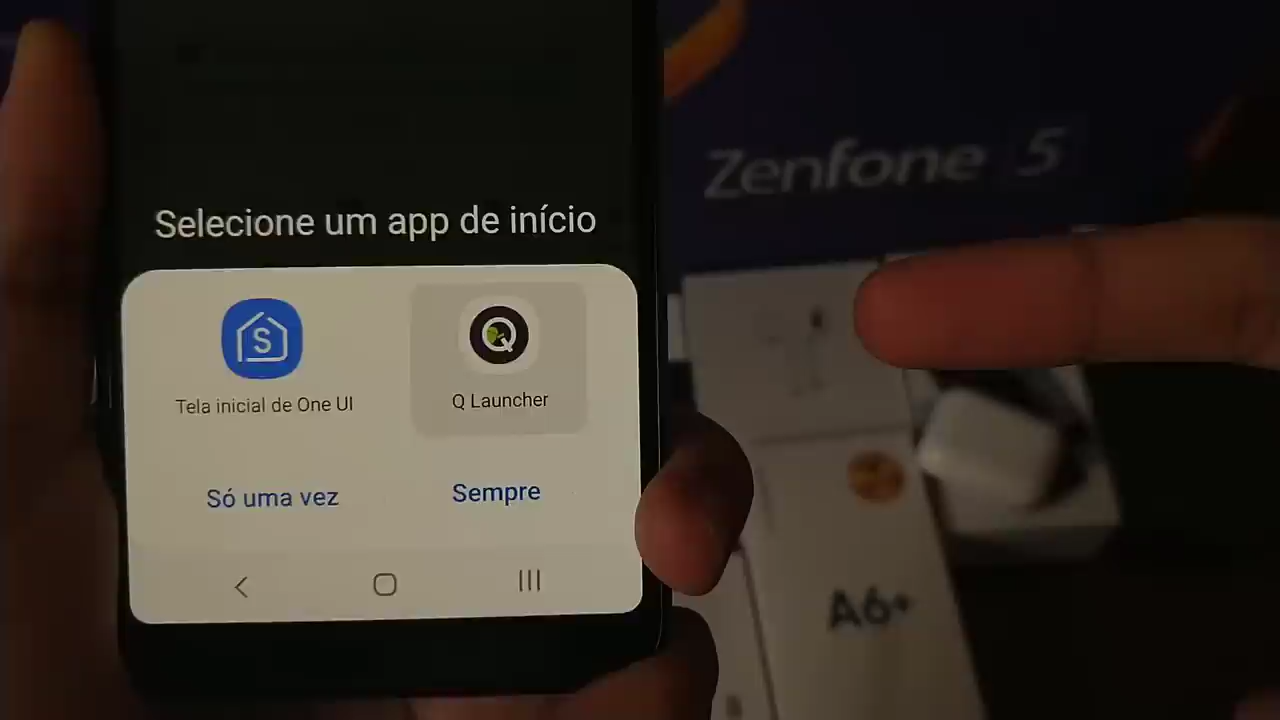 Zenfone 5
Selecione um app de início
S
Q
Tela inicial de One UI
Q Launcher
Só uma vez
Sempre
A6+